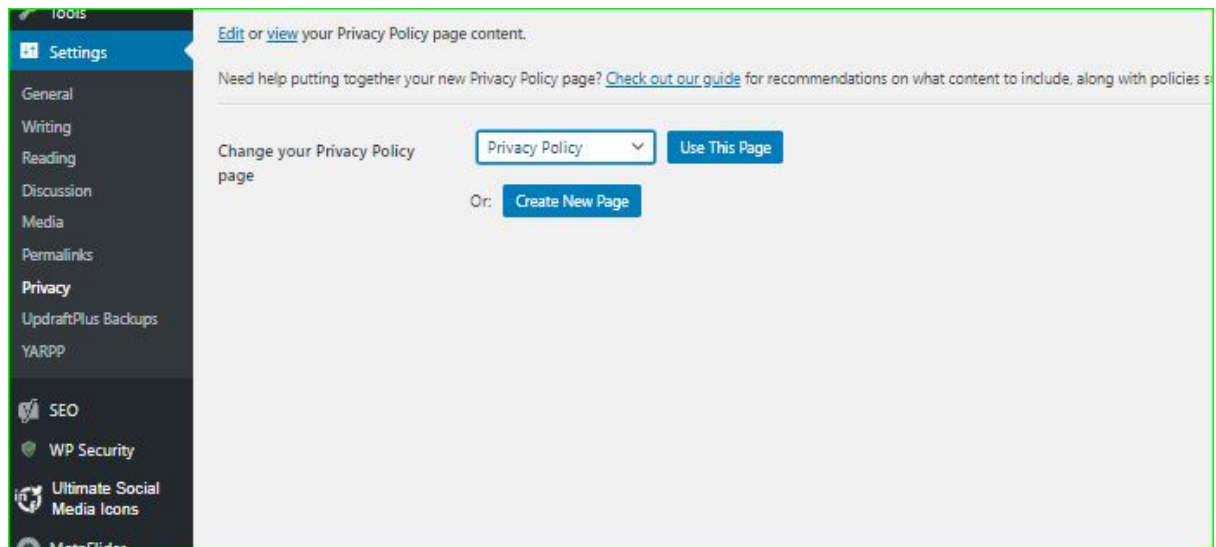 Tools
Settings
General
Writing
Reading
Discussion
Media
Permalinks
Privacy
UpdraftPlus Backups
YARPP
SEO
WP Security
Ultimate Social
Media Icons
MetaSlider
Edit or view your Privacy Policy page content.
Need help putting together your new Privacy Policy page? Check out our guide for recommendations on what content to include, along with policies s
Change your Privacy Policy
page
Privacy Policy
Use This Page
Or:
Create New Page